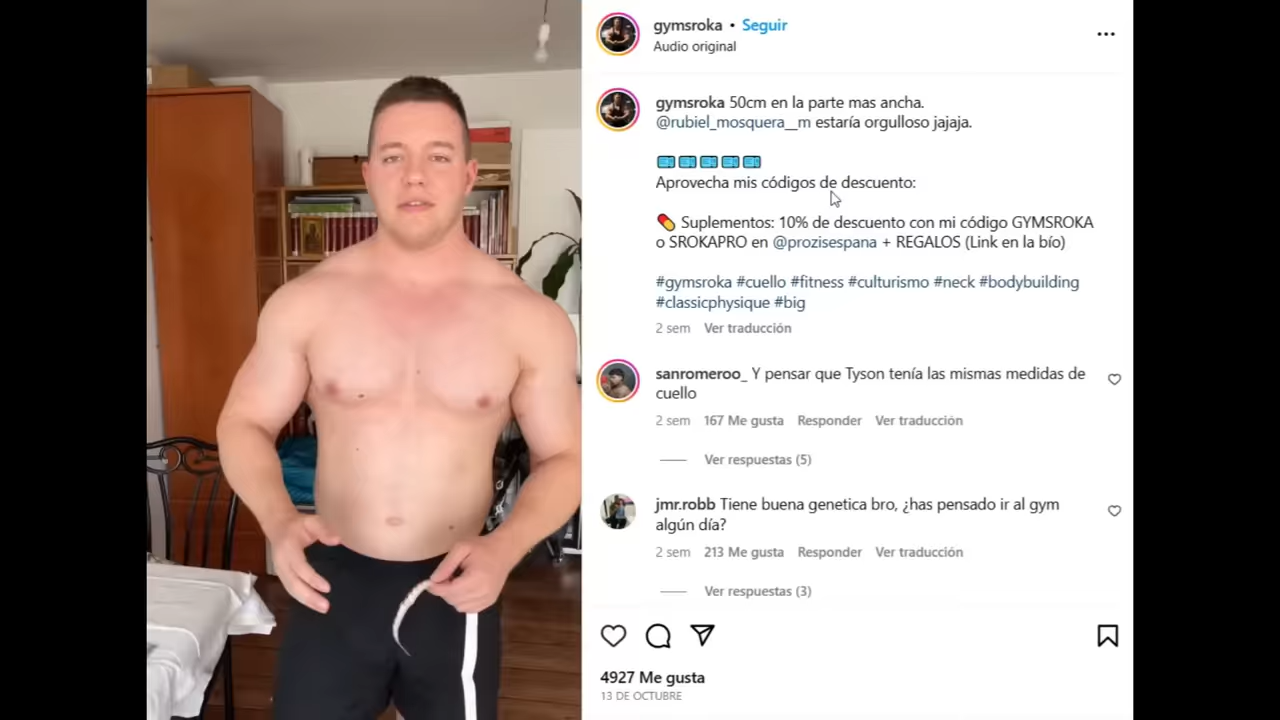 gymsroka • Seguir
Audio original
gymsroka 50cm en la parte mas ancha.
@rubiel_mosquera__m estaría orgulloso jajaja.
Aprovecha mis códigos de descuento:
Suplementos: 10% de descuento con mi código GYMSROKA
o SROKAPRO en @prozisespana + REGALOS (Link en la bío)
#gymsroka #cuello #fitness #culturismo #neck #bodybuilding
#classicphysique #big
2 sem Ver traducción
sanromeroo_ Y pensar que Tyson tenía las mismas medidas de
cuello
2 sem 167 Me gusta Responder Ver traducción
Ver respuestas (5)
jmr.robb Tiene buena genetica bro, ¿has pensado ir al gym
algún día?
2 sem 213 Me gusta Responder Ver traducción
Ver respuestas (3)
4927 Me gusta
13 DE OCTUBRE